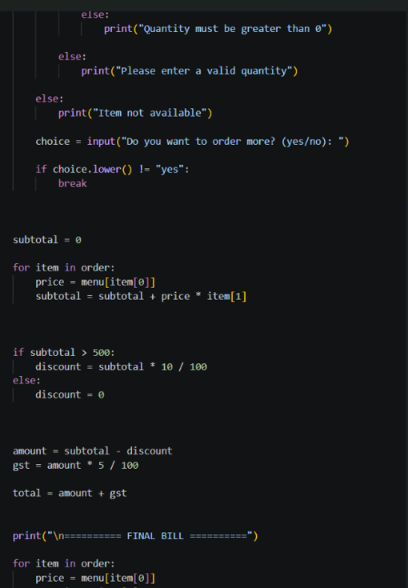 else:
print("Quantity must be greater than 0")
else:
print("Please enter a valid quantity")
else:
print("Item not available")
choice = input("Do you want to order more? (yes/no): ")
if choice.lower() != "yes":
break
subtotal = 0
for item in order:
price = menu[item[0]]
subtotal = subtotal + price * item[1]
if subtotal > 500:
discount = subtotal * 10 / 100
else:
discount = 0
amount = subtotal - discount
gst = amount * 5 / 100
total = amount + gst
print("\n========== FINAL BILL ==========")
for item in order:
price = menu[item[0]]